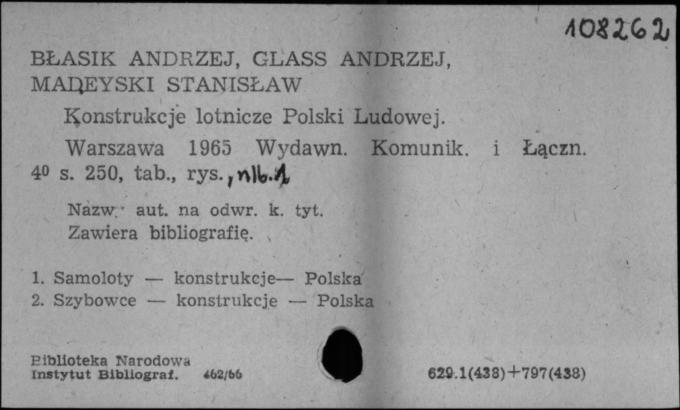 108262
BŁASIK ANDRZEJ, GLASS ANDRZEJ,
MADEYSKI STANISŁAW
Konstrukcje lotnicze Polski Ludowej.
Warszawa 1965 Wydawn. Komunik. i Łączn.
4⁰ s. 250, tab., rys., nlb. 1
Nazw. aut. na odwr. k. tyt.
Zawiera bibliografię.
1. Samoloty — konstrukcje— Polska
2. Szybowce — konstrukcje — Polska
Biblioteka Narodowa
Instytut Bibliograf. 462/66
629.1(438)+797(438)